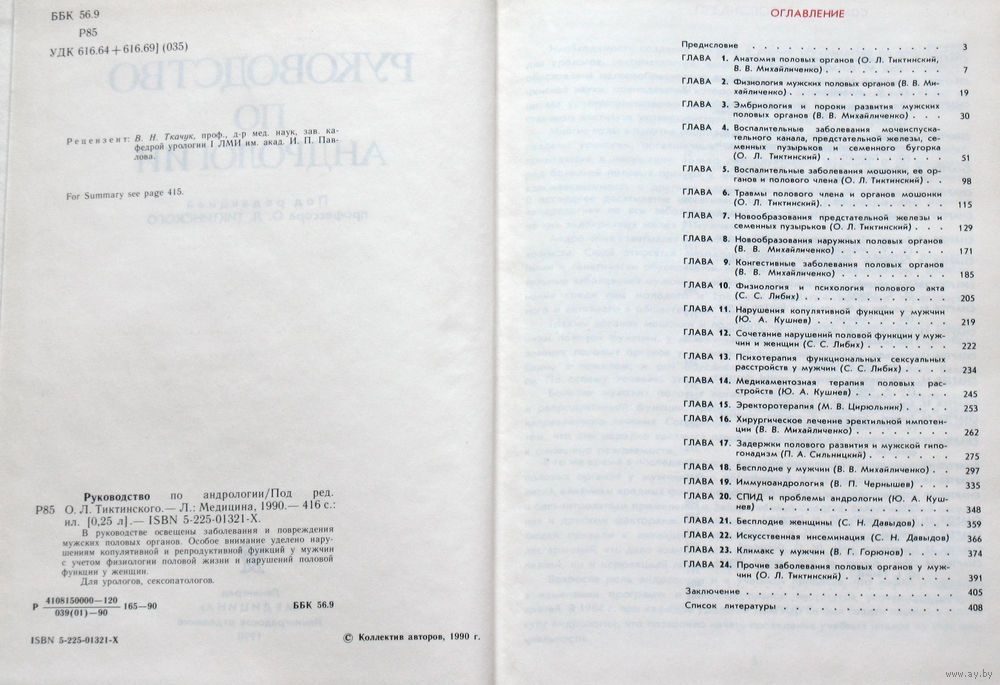 ББК 56.9
Р85
УДК 616.64+616.69] (035)
РУКОВОДСТВО
ПО
АНДРОЛОГИИ
Под редакцией
профессора О. Л. ТИКТИНСКОГО
Рецензент: В. Н. Ткачук, проф., д-р мед. наук, зав. ка-
федрой урологии I ЛМИ им. акад. И. П. Пав-
лова.
For Summary see page 415.
Руководство по андрологии/Под ред.
Р85 О. Л. Тиктинского.— Л.: Медицина, 1990.— 416 с.:
ил. [0,25 л].— ISBN 5-225-01321-X.
В руководстве освещены заболевания и повреждения
мужских половых органов. Особое внимание уделено нару-
шениям копулятивной и репродуктивной функций у мужчин
с учетом физиологии половой жизни и нарушений половой
функции у женщин.
Для урологов, сексопатологов.
Р 4108150000—120
039(01)—90 165—90 ББК 56.9
ISBN 5-225-01321-X
© Коллектив авторов, 1990 г.
ОГЛАВЛЕНИЕ
Предисловие . . . . . . . . . . . . . . 3
ГЛАВА 1. Анатомия половых органов (О. Л. Тиктинский,
В. В. Михайличенко) . . . . . . . . . . 7
ГЛАВА 2. Физиология мужских половых органов (В. В. Ми-
хайличенко) . . . . . . . . . . . . . 19
ГЛАВА 3. Эмбриология и пороки развития мужских
половых органов (В. В. Михайличенко) . . . 30
ГЛАВА 4. Воспалительные заболевания мочеиспуска-
тельного канала, предстательной железы, се-
менных пузырьков и семенного бугорка
(О. Л. Тиктинский) . . . . . . . . . . 51
ГЛАВА 5. Воспалительные заболевания мошонки, ее ор-
ганов и полового члена (О. Л. Тиктинский) . . 98
ГЛАВА 6. Травмы полового члена и органов мошонки
(О. Л. Тиктинский) . . . . . . . . . . 115
ГЛАВА 7. Новообразования предстательной железы и
семенных пузырьков (О. Л. Тиктинский) . . . 129
ГЛАВА 8. Новообразования наружных половых органов
(В. В. Михайличенко) . . . . . . . . . 171
ГЛАВА 9. Конгестивные заболевания половых органов
(В. В. Михайличенко) . . . . . . . . . 185
ГЛАВА 10. Физиология и психология полового акта
(С. С. Либих) . . . . . . . . . . . . 205
ГЛАВА 11. Нарушения копулятивной функции у мужчин
(Ю. А. Кушнев) . . . . . . . . . . . 219
ГЛАВА 12. Сочетание нарушений половой функции у муж-
чин и женщин (С. С. Либих) . . . . . . . 222
ГЛАВА 13. Психотерапия функциональных сексуальных
расстройств у мужчин (С. С. Либих) . . . . 234
ГЛАВА 14. Медикаментозная терапия половых рас-
стройств (Ю. А. Кушнев) . . . . . . . . 245
ГЛАВА 15. Эректоротерапия (М. В. Цирюльник) . . . . 253
ГЛАВА 16. Хирургическое лечение эректильной импотен-
ции (В. В. Михайличенко) . . . . . . . . 262
ГЛАВА 17. Задержки полового развития и мужской гипо-
гонадизм (П. А. Сильницкий) . . . . . . . 275
ГЛАВА 18. Бесплодие у мужчин (В. В. Михайличенко) . . 297
ГЛАВА 19. Иммуноандрология (В. П. Чернышев) . . . 335
ГЛАВА 20. СПИД и проблемы андрологии (Ю. А. Куш-
нев) . . . . . . . . . . . . . . . 348
ГЛАВА 21. Бесплодие женщины (С. Н. Давыдов) . . . 359
ГЛАВА 22. Искусственная инсеминация (С. Н. Давыдов) 366
ГЛАВА 23. Климакс у мужчин (В. Г. Горюнов) . . . . 374
ГЛАВА 24. Прочие заболевания половых органов у муж-
чин (О. Л. Тиктинский) . . . . . . . . . 391
Заключение . . . . . . . . . . . . . . . 405
Список литературы . . . . . . . . . . . . 408
www.ay.by